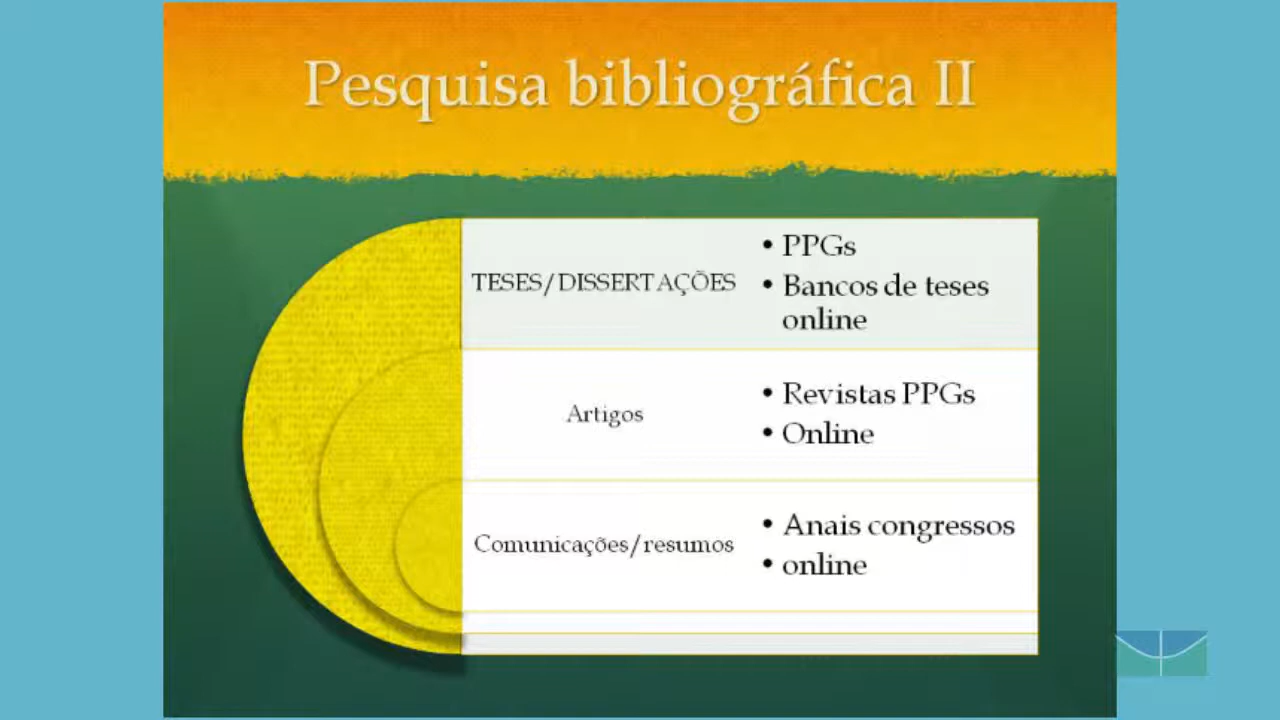 Pesquisa bibliográfica II
TESES/DISSERTAÇÕES
• PPGs
• Bancos de teses
online
Artigos
• Revistas PPGs
• Online
Comunicações/resumos
• Anais congressos
• online